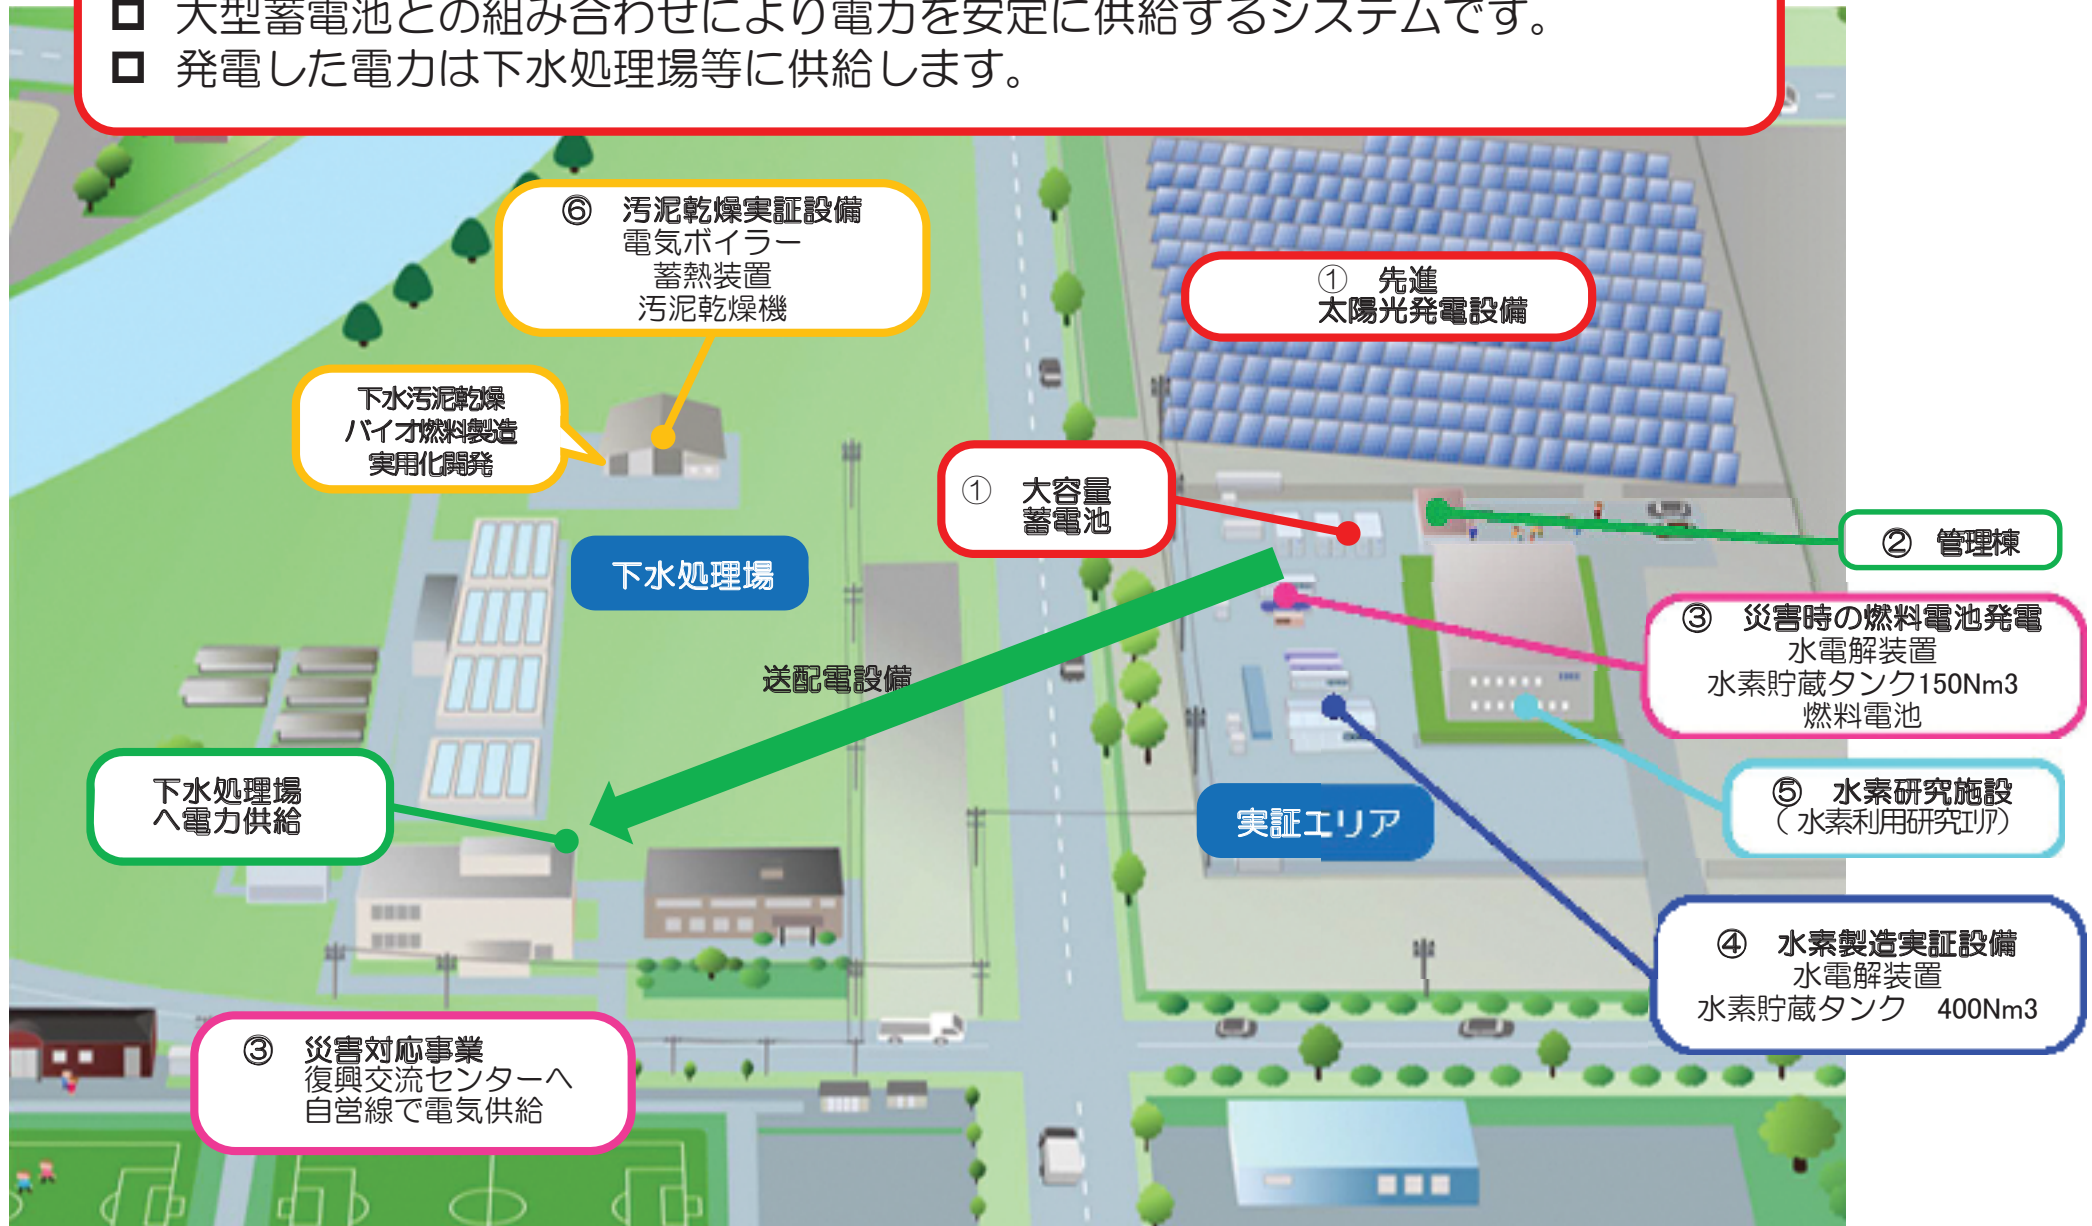 大型蓄電池との組み合わせにより電力を安定に供給するシステムです。
発電した電力は下水処理場等に供給します。
⑥ 汚泥乾燥実証設備
電気ボイラー
蓄熱装置
汚泥乾燥機
① 先進
太陽光発電設備
下水汚泥乾燥
バイオ燃料製造
実用化開発
① 大容量
蓄電池
② 管理棟
下水処理場
③ 災害時の燃料電池発電
水電解装置
水素貯蔵タンク150Nm3
燃料電池
送配電設備
下水処理場
へ電力供給
実証エリア
⑤ 水素研究施設
(水素利用研究エリア)
④ 水素製造実証設備
水電解装置
水素貯蔵タンク 400Nm3
③ 災害対応事業
復興交流センターへ
自営線で電気供給